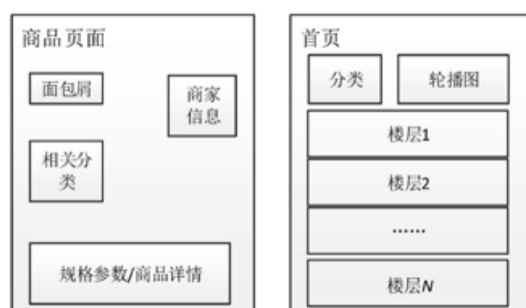 商品页面
面包屑
商家
信息
相关分
类
规格参数/商品详情
首页
分类
轮播图
楼层1
楼层2
······
楼层N